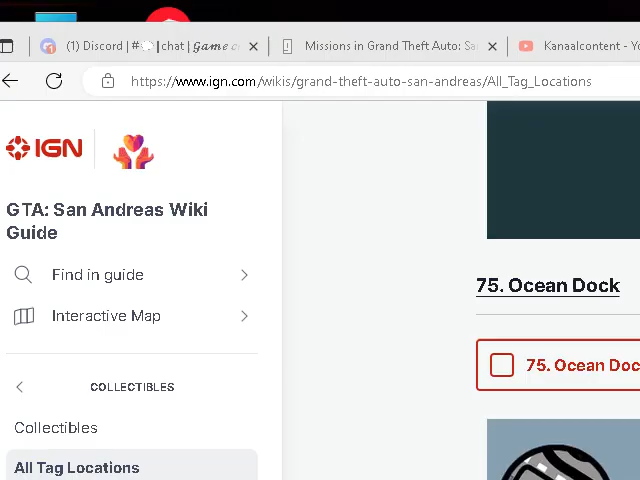 (1) Discord | #💭┃chat | 𝓖𝓪𝓶𝓮 𝓬
Missions in Grand Theft Auto: Sa
Kanaalcontent - Yo
https://www.ign.com/wikis/grand-theft-auto-san-andreas/All_Tag_Locations
IGN
GTA: San Andreas Wiki
Guide
Find in guide
Interactive Map
COLLECTIBLES
Collectibles
All Tag Locations
75. Ocean Dock
75. Ocean Doc